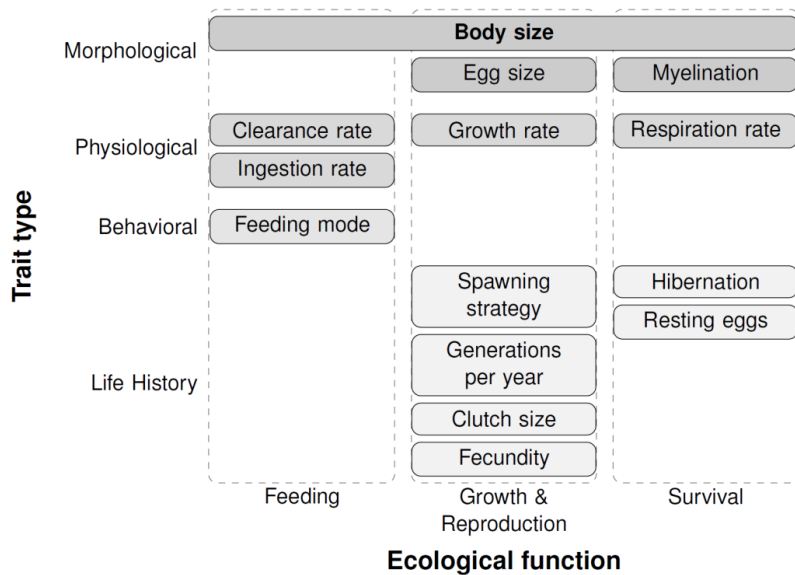 Body size
Morphological
Egg size
Myelination
Clearance rate
Growth rate
Respiration rate
Physiological
Ingestion rate
Behavioral
Feeding mode
Trait type
Spawning
strategy
Hibernation
Resting eggs
Generations
per year
Life History
Clutch size
Fecundity
Feeding
Growth &
Reproduction
Survival
Ecological function